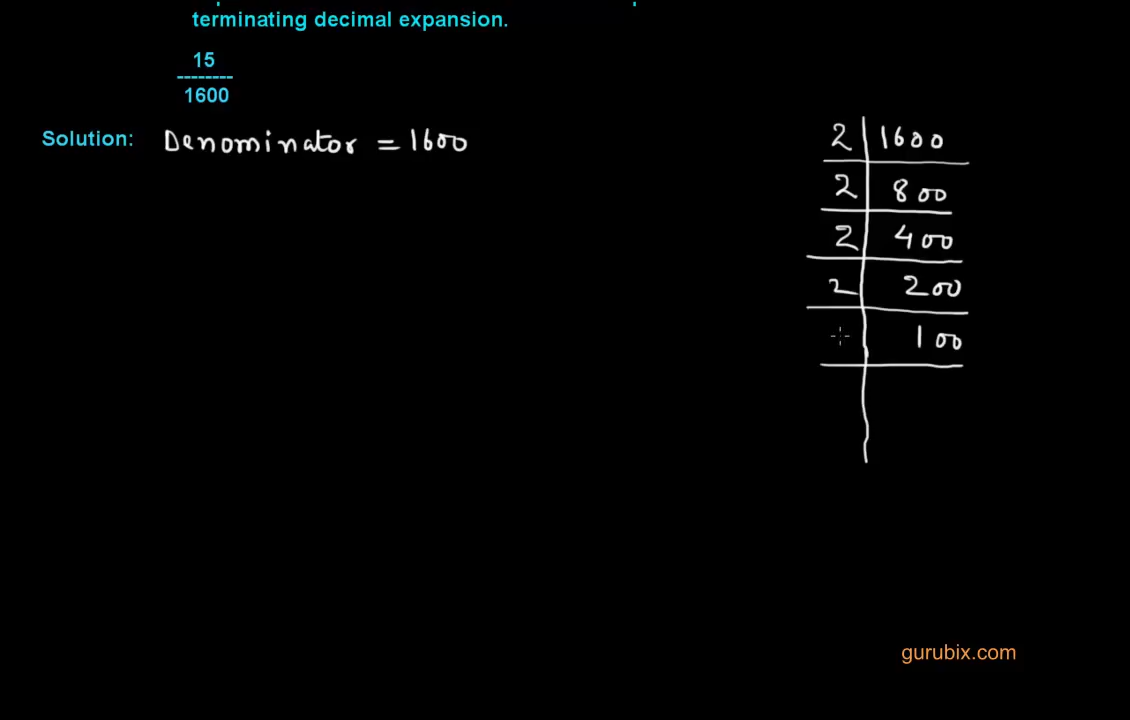 terminating decimal expansion.
15
--------
1600
Solution: Denominator = 1600
2 | 1600
2 | 800
2 | 400
2 | 200
100
gurubix.com